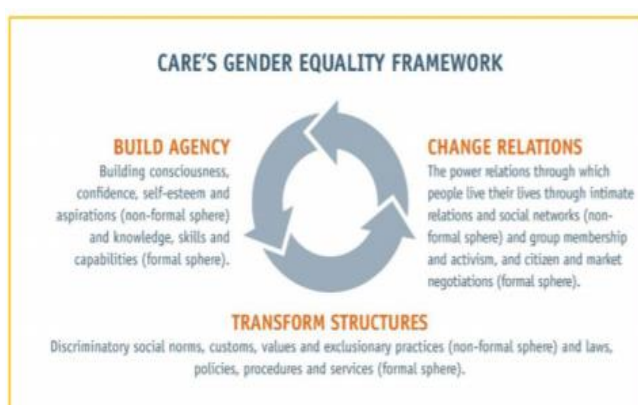 CARE'S GENDER EQUALITY FRAMEWORK
BUILD AGENCY
Building consciousness,
confidence, self-esteem and
aspirations (non-formal sphere)
and knowledge, skills and
capabilities (formal sphere).
CHANGE RELATIONS
The power relations through which
people live their lives through intimate
relations and social networks (non-
formal sphere) and group membership
and activism, and citizen and market
negotiations (formal sphere).
TRANSFORM STRUCTURES
Discriminatory social norms, customs, values and exclusionary practices (non-formal sphere) and laws,
policies, procedures and services (formal sphere).